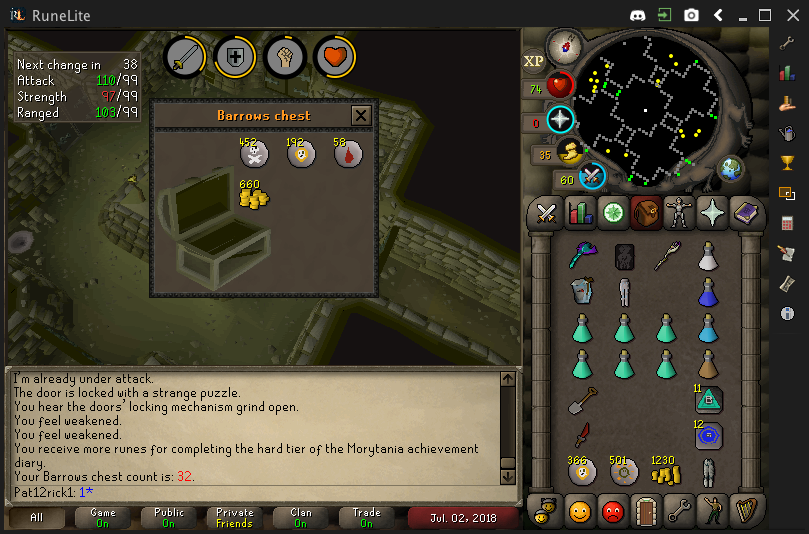 RuneLite
Next change in 38
Attack 110/99
Strength 97/99
Ranged 103/99
Barrows chest
452 192 58
660
XP
74
0
35
60
I'm already under attack.
The door is locked with a strange puzzle.
You hear the doors' locking mechanism grind open.
You feel weakened.
You feel weakened.
You receive more runes for completing the hard tier of the Morytania achievement
diary.
Your Barrows chest count is: 32.
Pat12rick1: 1*
11
B
12
366 501 1230
All
Game
On
Public
On
Private
Friends
Clan
On
Trade
On
Jul. 02, 2018